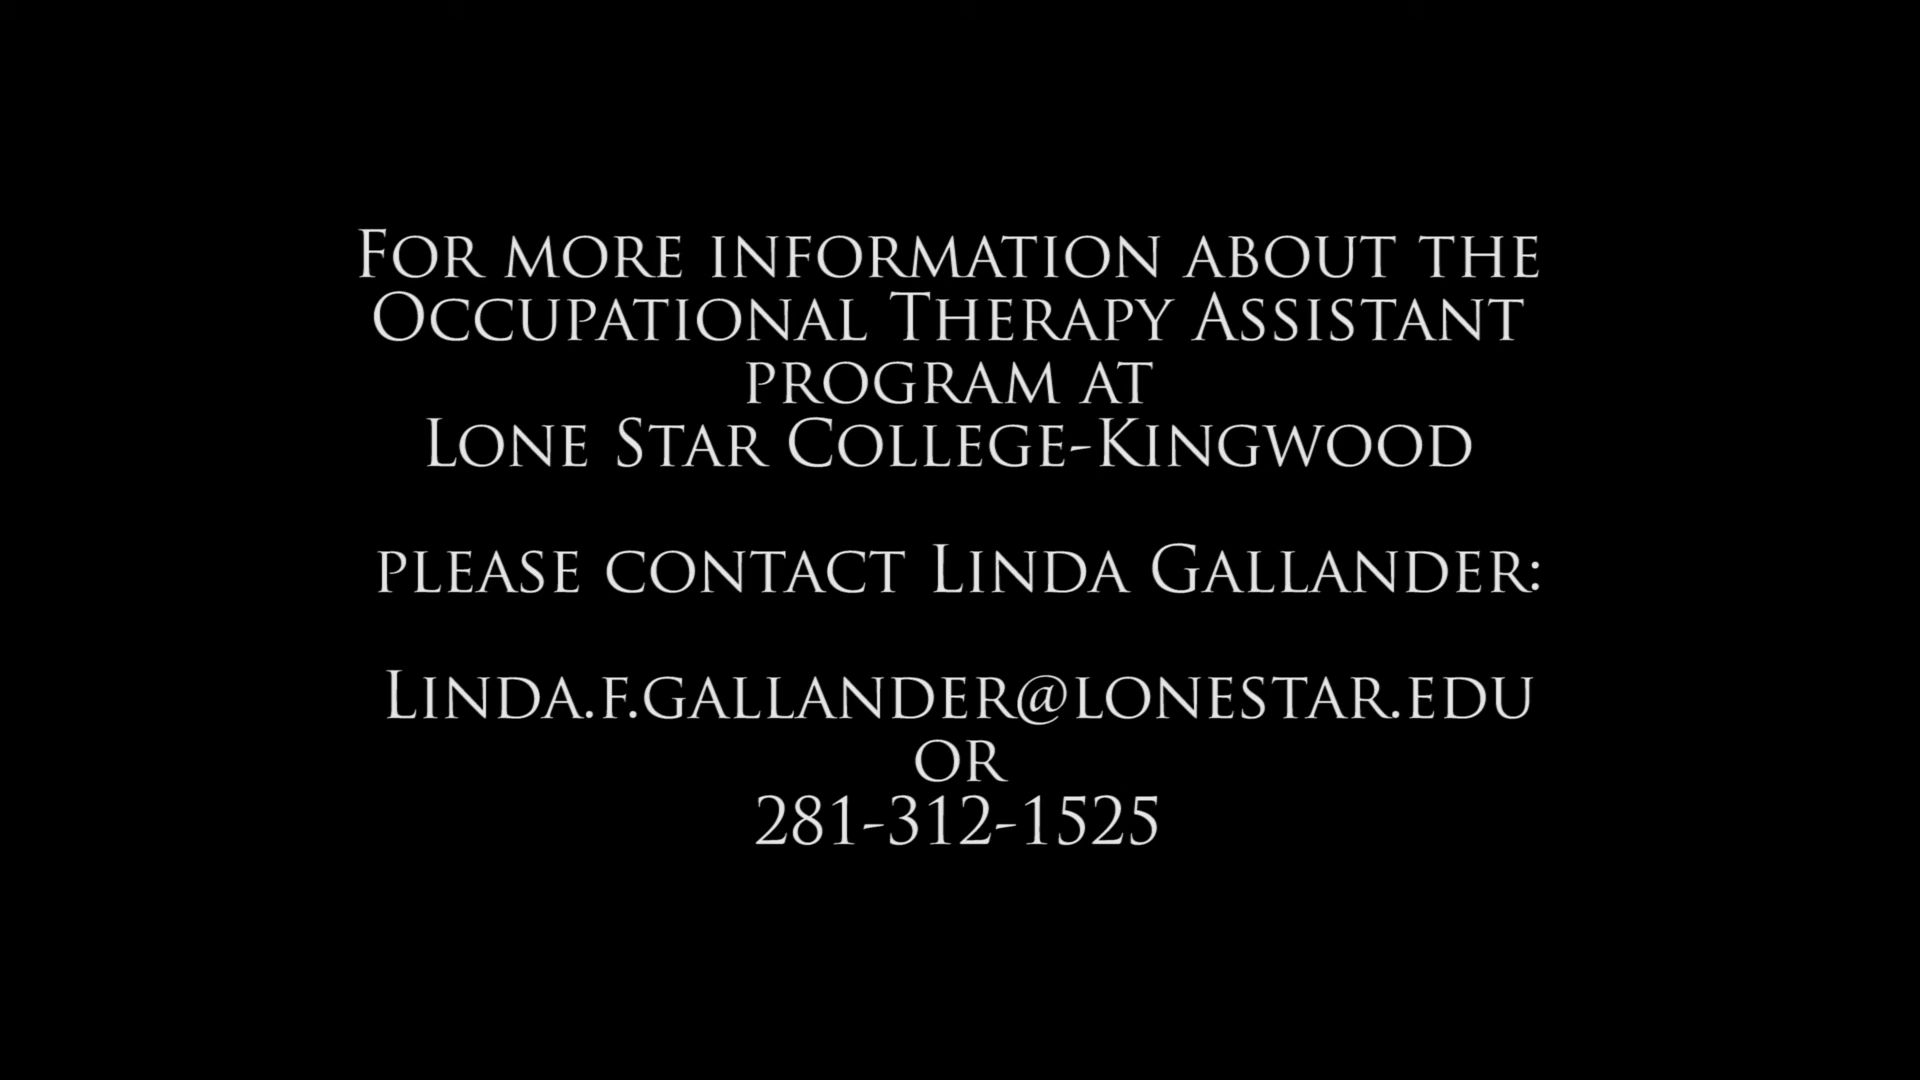 For more information about the
Occupational Therapy Assistant
program at
Lone Star College-Kingwood
please contact Linda Gallander:
Linda.f.gallander@lonestar.edu
or
281-312-1525